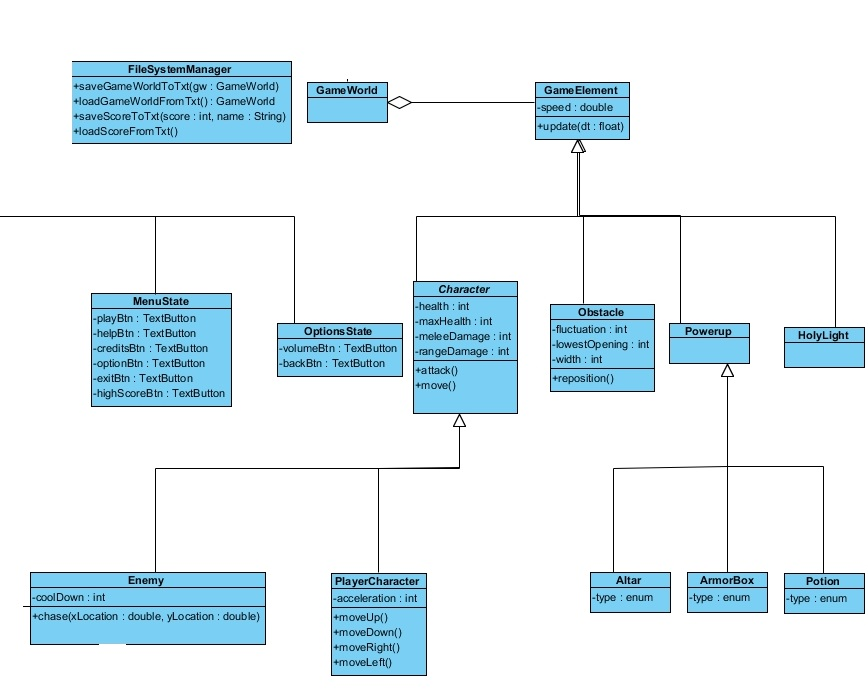 FileSystemManager
+saveGameWorldToTxt(gw : GameWorld)
+loadGameWorldFromTxt() : GameWorld
+saveScoreToTxt(score : int, name : String)
+loadScoreFromTxt()
GameWorld
GameElement
-speed : double
+update(dt : float)
MenuState
-playBtn : TextButton
-helpBtn : TextButton
-creditsBtn : TextButton
-optionBtn : TextButton
-exitBtn : TextButton
-highScoreBtn : TextButton
OptionsState
-volumeBtn : TextButton
-backBtn : TextButton
Character
-health : int
-maxHealth : int
-meleeDamage : int
-rangeDamage : int
+attack()
+move()
Obstacle
-fluctuation : int
-lowestOpening : int
-width : int
+reposition()
Powerup
HolyLight
Enemy
-coolDown : int
+chase(xLocation : double, yLocation : double)
PlayerCharacter
-acceleration : int
+moveUp()
+moveDown()
+moveRight()
+moveLeft()
Altar
-type : enum
ArmorBox
-type : enum
Potion
-type : enum